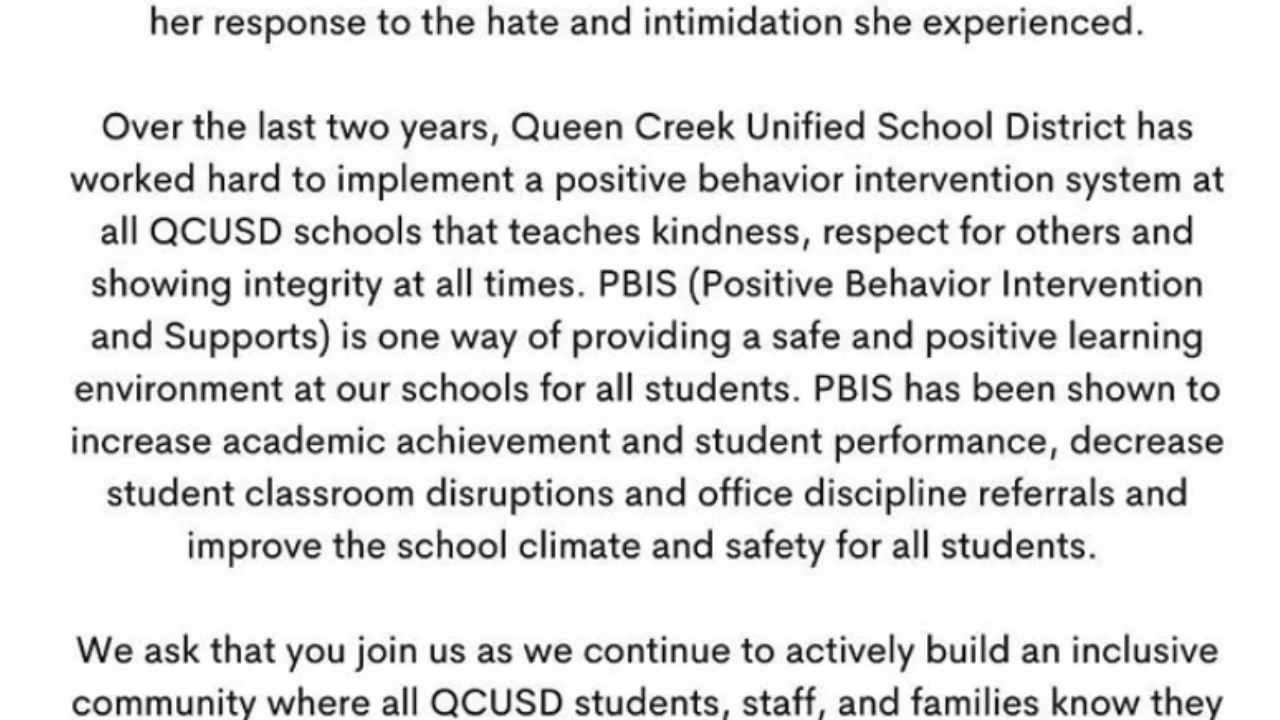 her response to the hate and intimidation she experienced.
Over the last two years, Queen Creek Unified School District has
worked hard to implement a positive behavior intervention system at
all QCUSD schools that teaches kindness, respect for others and
showing integrity at all times. PBIS (Positive Behavior Intervention
and Supports) is one way of providing a safe and positive learning
environment at our schools for all students. PBIS has been shown to
increase academic achievement and student performance, decrease
student classroom disruptions and office discipline referrals and
improve the school climate and safety for all students.
We ask that you join us as we continue to actively build an inclusive
community where all QCUSD students, staff, and families know they